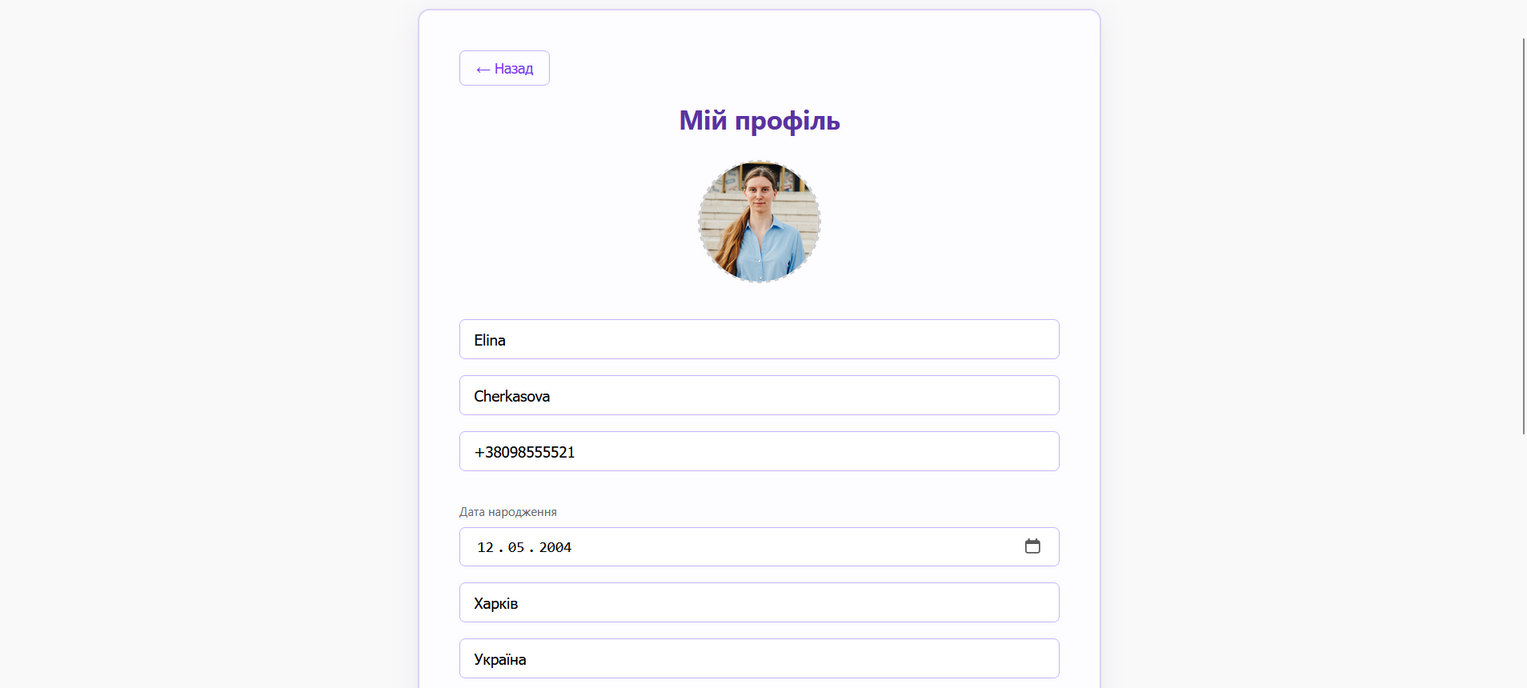 ← Назад
Мій профіль
Elina
Cherkasova
+38098555521
Дата народження
12.05.2004
Харків
Україна